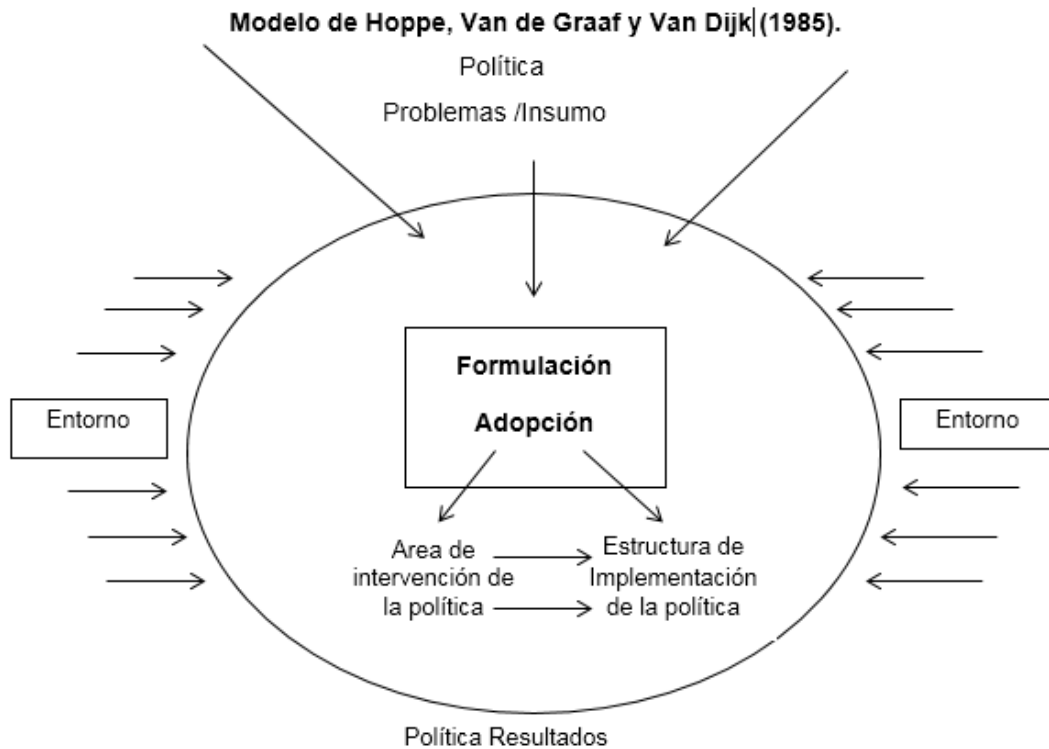 Modelo de Hoppe, Van de Graaf y Van Dijk (1985).
Política
Problemas /Insumo
Formulación
Adopción
Entorno
Entorno
Area de
intervención de
la política
Estructura de
Implementación
de la política
Política Resultados